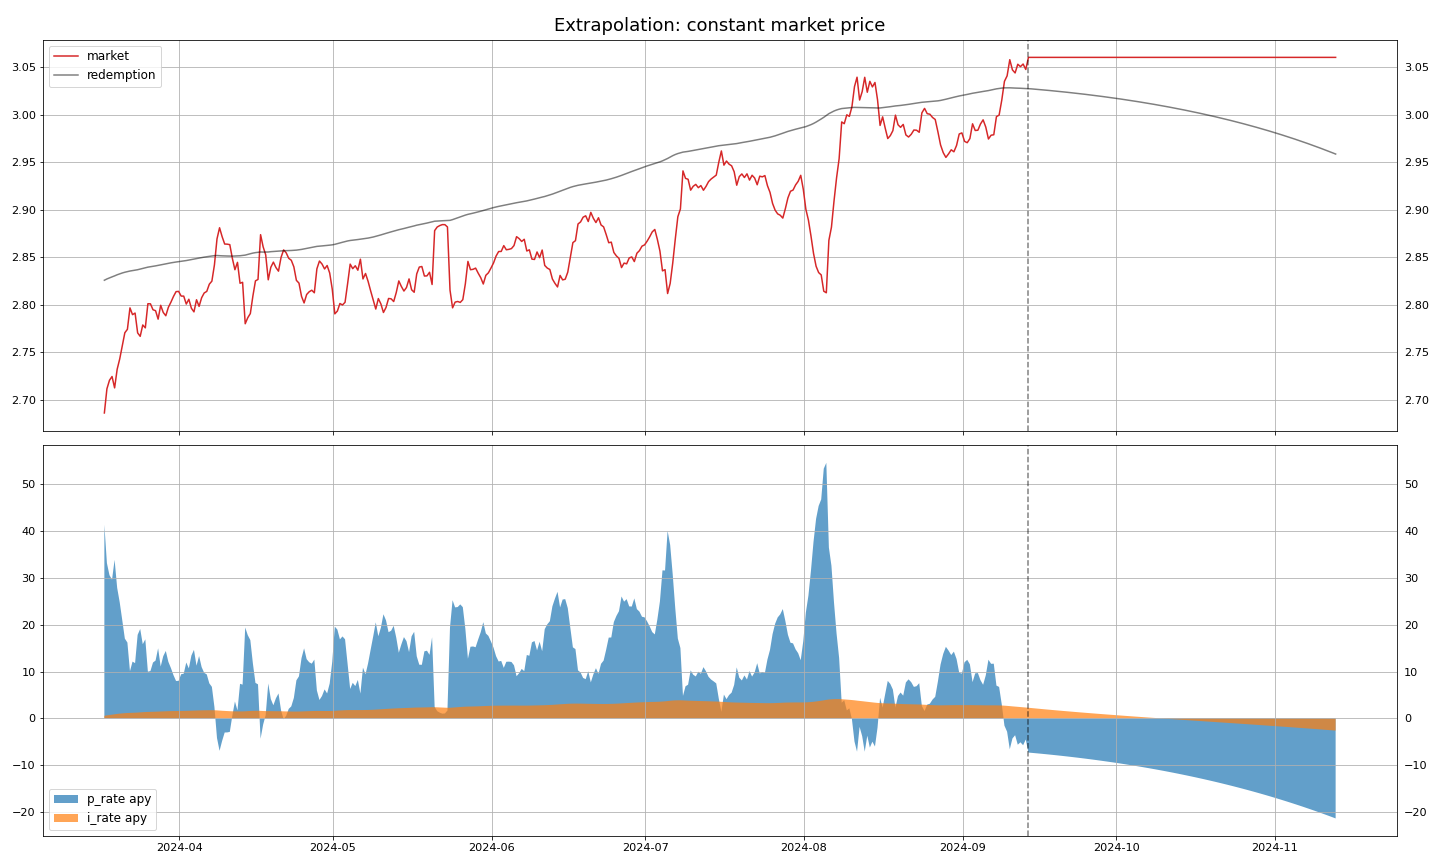 Extrapolation: constant market price
market
redemption
3.05 3.05
3.00 3.00
2.95 2.95
2.90 2.90
2.85 2.85
2.80 2.80
2.75 2.75
2.70 2.70
50 50
40 40
30 30
20 20
10 10
0 0
−10 −10
−20 −20
p_rate apy
i_rate apy
2024-04 2024-05 2024-06 2024-07 2024-08 2024-09 2024-10 2024-11